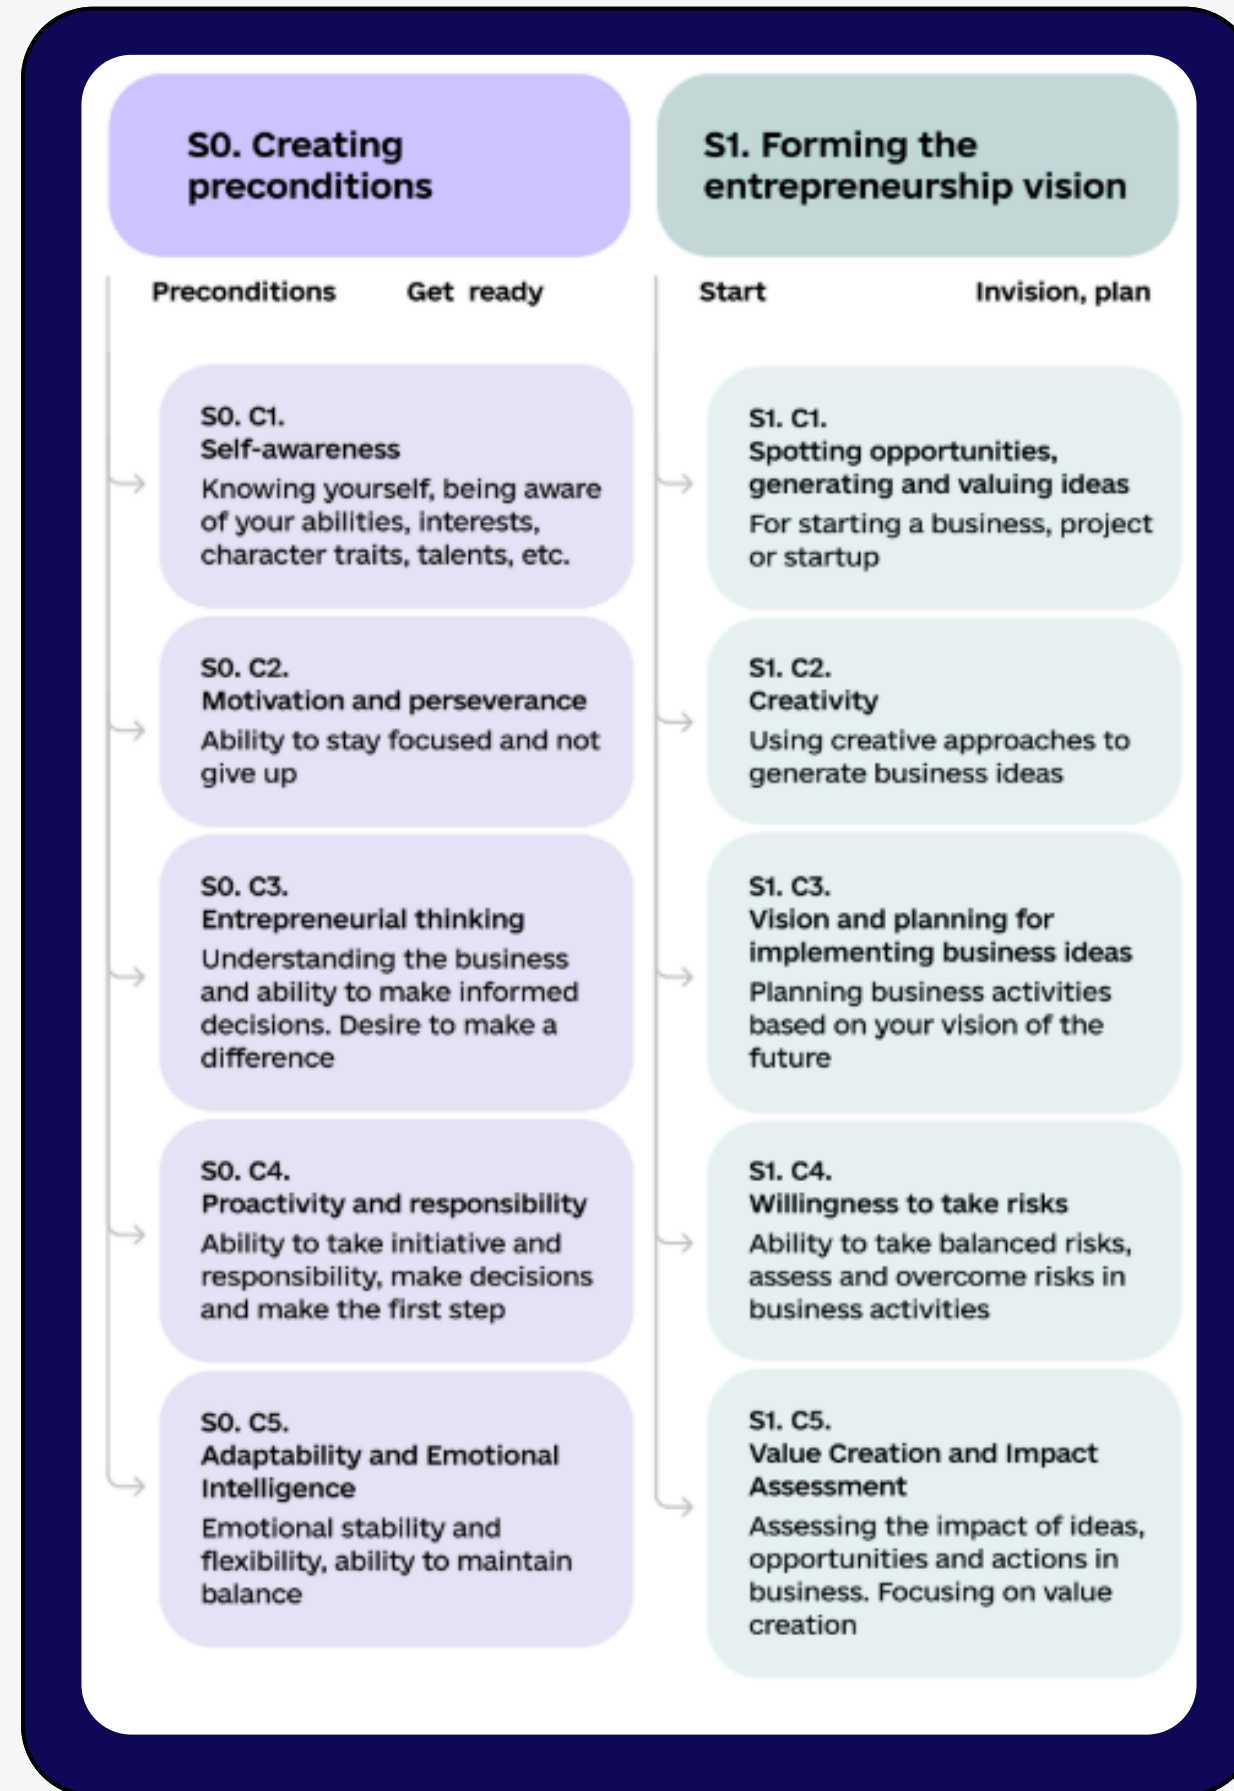 S0. Creating
preconditions
Preconditions Get ready
S0. C1.
Self-awareness
Knowing yourself, being aware
of your abilities, interests,
character traits, talents, etc.
S0. C2.
Motivation and perseverance
Ability to stay focused and not
give up
S0. C3.
Entrepreneurial thinking
Understanding the business
and ability to make informed
decisions. Desire to make a
difference
S0. C4.
Proactivity and responsibility
Ability to take initiative and
responsibility, make decisions
and make the first step
S0. C5.
Adaptability and Emotional
Intelligence
Emotional stability and
flexibility, ability to maintain
balance
S1. Forming the
entrepreneurship vision
Start Invision, plan
S1. C1.
Spotting opportunities,
generating and valuing ideas
For starting a business, project
or startup
S1. C2.
Creativity
Using creative approaches to
generate business ideas
S1. C3.
Vision and planning for
implementing business ideas
Planning business activities
based on your vision of the
future
S1. C4.
Willingness to take risks
Ability to take balanced risks,
assess and overcome risks in
business activities
S1. C5.
Value Creation and Impact
Assessment
Assessing the impact of ideas,
opportunities and actions in
business. Focusing on value
creation